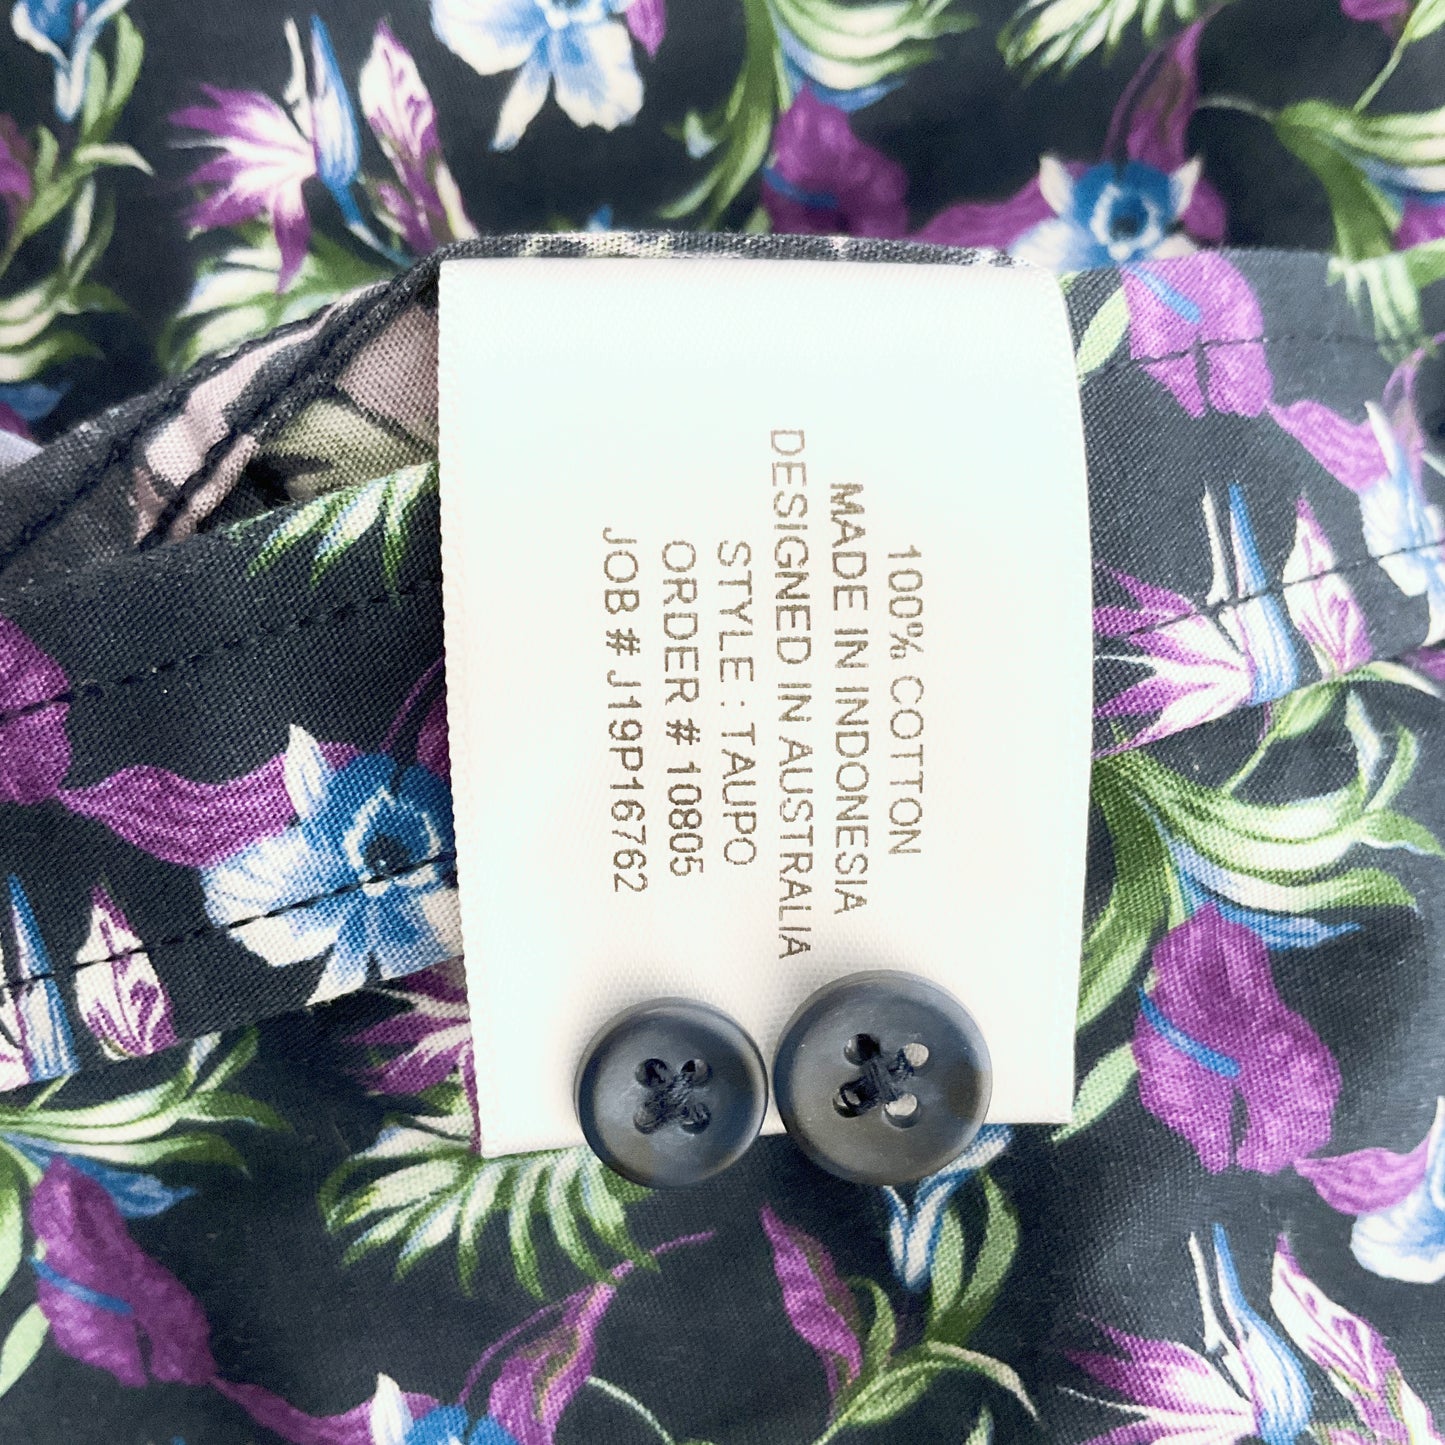 100% COTTON
MADE IN INDONESIA
DESIGNED IN AUSTRALIA
STYLE : TAUPO
ORDER # 10805
JOB # J19P16762